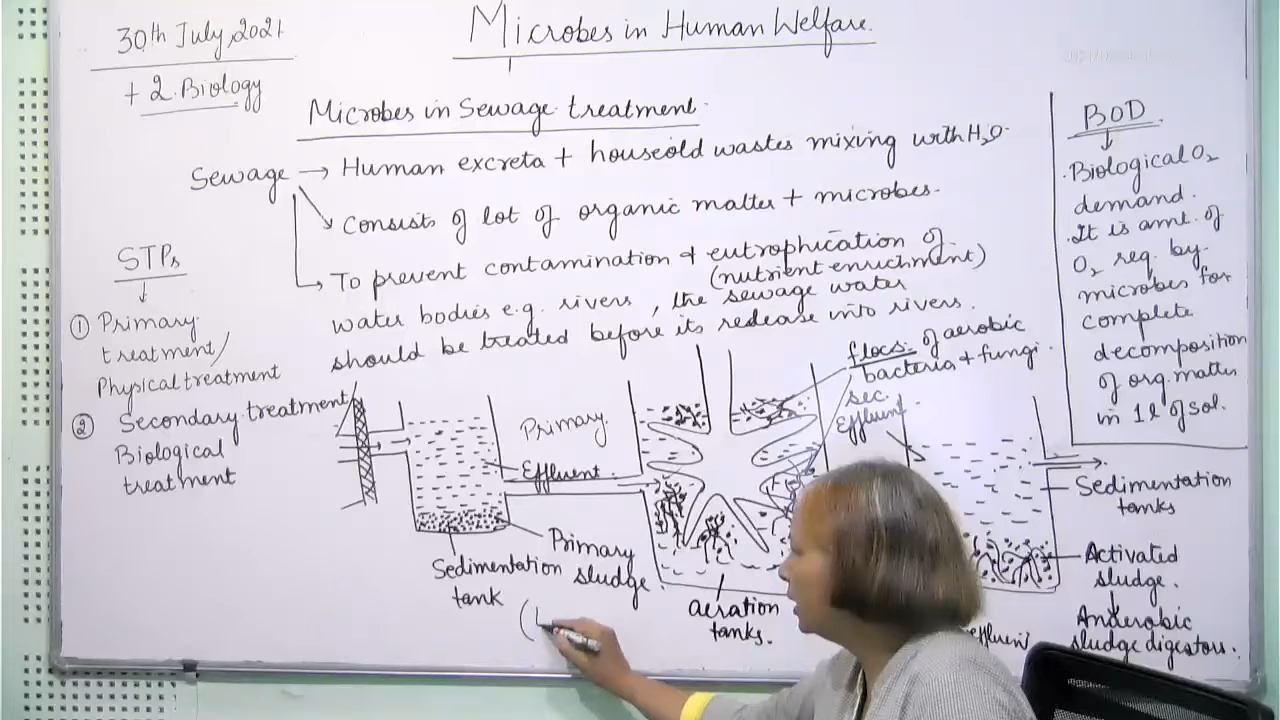 30th July, 2021.
+ 2 Biology
Microbes in Human Welfare.
Microbes in Sewage treatment.
Sewage → Human excreta + houseold wastes mixing with H2O.
Consists of lot of organic matter + microbes.
To prevent contamination & eutrophication of
(nutrient enrichment)
water bodies e.g. rivers, the sewage water
should be treated before its redease into rivers.
STPs
① Primary
treatment/
Physical treatment
② Secondary treatment
Biological
treatment
BOD
Biological O2
demand.
It is amt. of
O2 req. by
microbes for
complete
decomposition
of org. matter
in 1 l of sol.
flocs of aerobic
bacteria + fungi.
Primary
Effluent
sec.
Effluent
Primary
sludge
Sedimentation
tank
(
aeration
tanks.
Sedimentation
tanks
Activated
sludge.
Anderobic
sludge digestors.
effluent